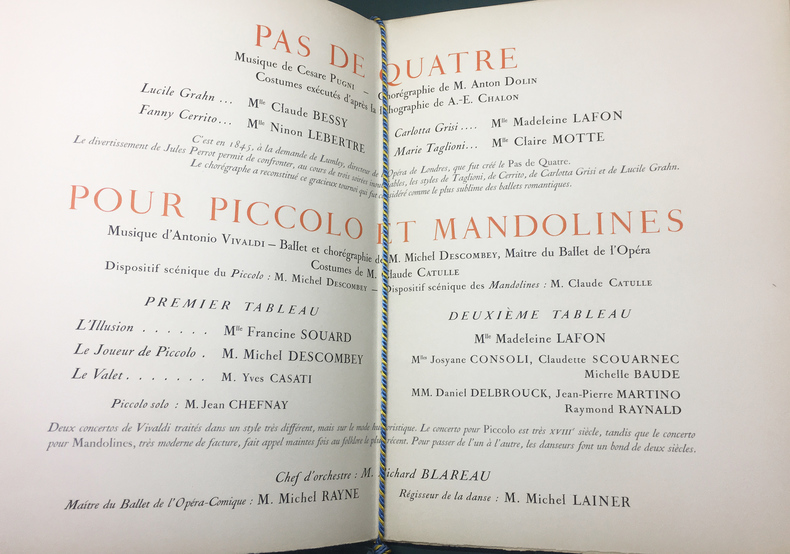 PAS DE QUATRE
Musique de Cesare PUGNI – Chorégraphie de M. Anton DOLIN
Costumes exécutés d'après la lithographie de A.-E. CHALON
Lucile Grahn ... Mlle Claude BESSY
Fanny Cerrito... Mlle Ninon LEBERTRE
Carlotta Grisi .... Mlle Madeleine LAFON
Marie Taglioni... Mlle Claire MOTTE
C'est en 1845, à la demande de Lumley, directeur de l'Opéra de Londres, que fut créé le Pas de Quatre.
Le divertissement de Jules Perrot permit de confronter, au cours de trois soirées inoubliables, les styles de Taglioni, de Cerrito, de Carlotta Grisi et de Lucile Grahn.
Le chorégraphe a reconstitué ce gracieux tournoi qui fut considéré comme le plus sublime des ballets romantiques.
POUR PICCOLO ET MANDOLINES
Musique d'Antonio VIVALDI – Ballet et chorégraphie de M. Michel DESCOMBEY, Maître du Ballet de l'Opéra
Costumes de M. Claude CATULLE
Dispositif scénique du Piccolo : M. Michel DESCOMBEY – Dispositif scénique des Mandolines : M. Claude CATULLE
PREMIER TABLEAU
L'Illusion . . . . . . Mlle Francine SOUARD
Le Joueur de Piccolo . M. Michel DESCOMBEY
Le Valet . . . . . . . M. Yves CASATI
Piccolo solo : M. Jean CHEFNAY
DEUXIÈME TABLEAU
Mlle Madeleine LAFON
Mlles Josyane CONSOLI, Claudette SCOUARNEC
Michelle BAUDE
MM. Daniel DELBROUCK, Jean-Pierre MARTINO
Raymond RAYNALD
Deux concertos de Vivaldi traités dans un style très différent, mais sur le mode humoristique. Le concerto pour Piccolo est très XVIIIe siècle, tandis que le concerto
pour Mandolines, très moderne de facture, fait appel maintes fois au folklore le plus récent. Pour passer de l'un à l'autre, les danseurs font un bond de deux siècles.
Chef d'orchestre : M. Richard BLAREAU
Maître du Ballet de l'Opéra-Comique : M. Michel RAYNE
Régisseur de la danse : M. Michel LAINER